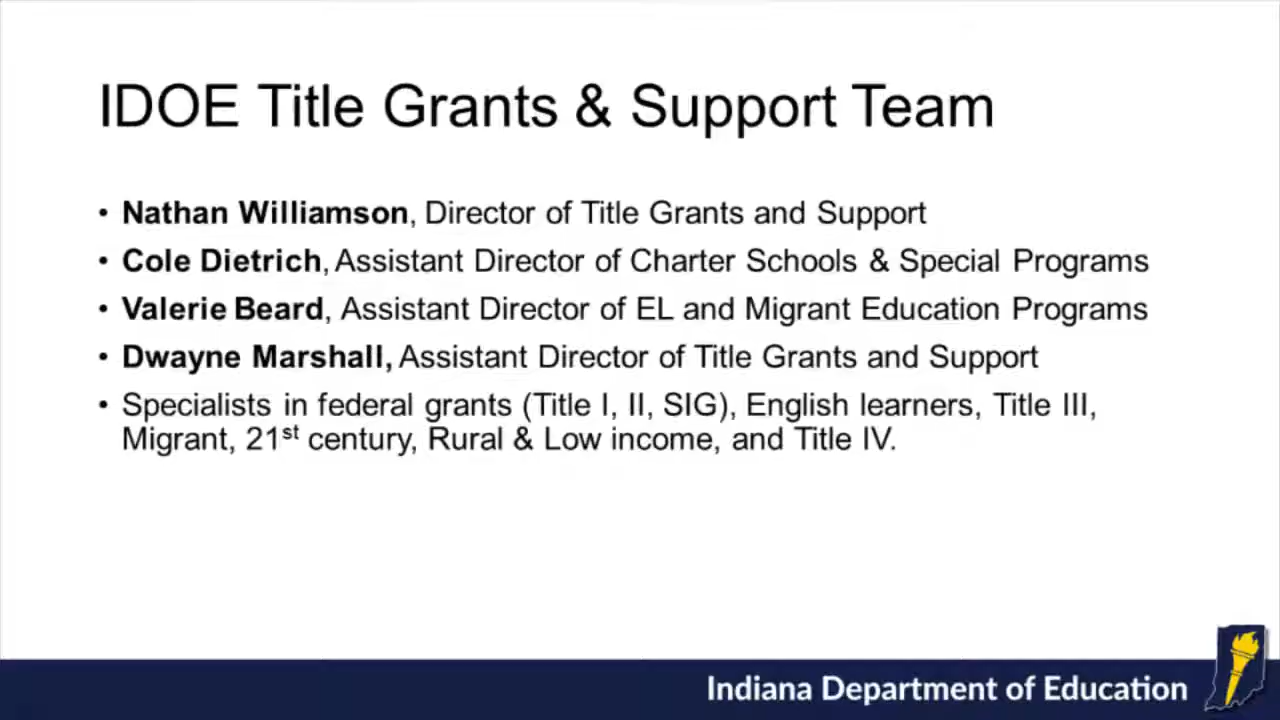 IDOE Title Grants & Support Team
• Nathan Williamson, Director of Title Grants and Support
• Cole Dietrich, Assistant Director of Charter Schools & Special Programs
• Valerie Beard, Assistant Director of EL and Migrant Education Programs
• Dwayne Marshall, Assistant Director of Title Grants and Support
• Specialists in federal grants (Title I, II, SIG), English learners, Title III,
Migrant, 21st century, Rural & Low income, and Title IV.
Indiana Department of Education